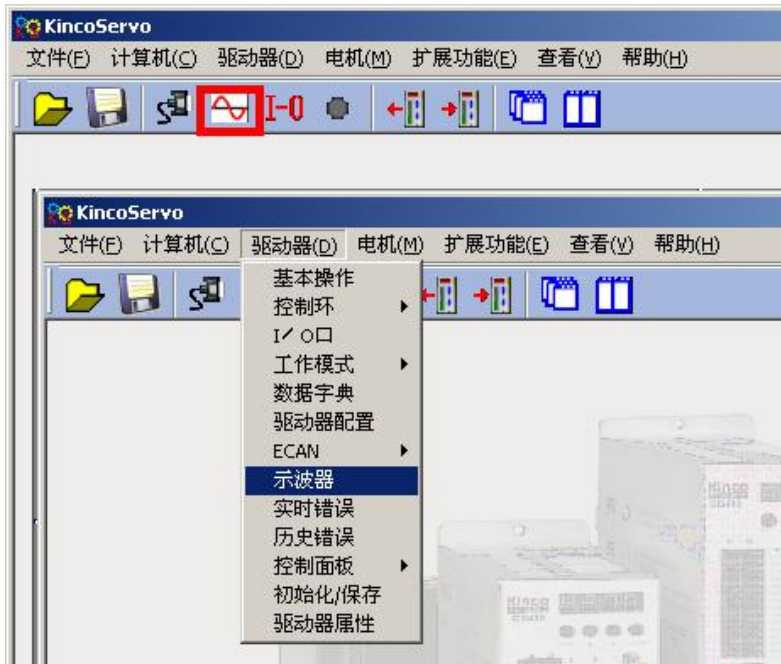 KincoServo
文件(F) 计算机(C) 驱动器(D) 电机(M) 扩展功能(E) 查看(V) 帮助(H)
I-0
KincoServo
文件(F) 计算机(C) 驱动器(D) 电机(M) 扩展功能(E) 查看(V) 帮助(H)
基本操作
控制环
I/O口
工作模式
数据字典
驱动器配置
ECAN
示波器
实时错误
历史错误
控制面板
初始化/保存
驱动器属性
Kinco
Kinco